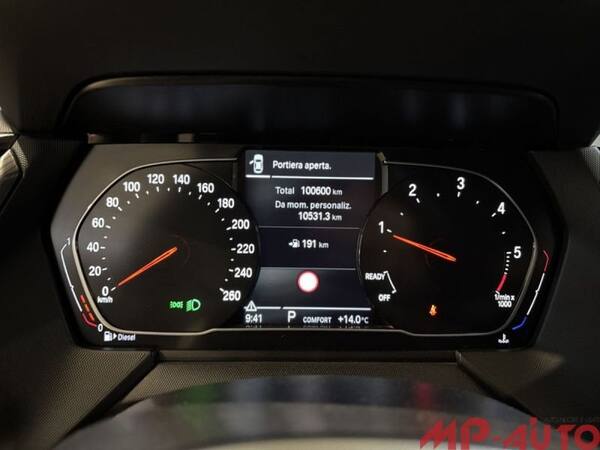 Portiera aperta.
Total 100600 km
Da mom. personaliz.
10531.3 km
191 km
0
20
40
60
80
100
120
140
160
180
200
220
240
260
km/h
1
2
3
4
5
READY
OFF
1/min x
1000
1
0
Diesel
9:41
P
COMFORT
+14.0°C
MP-AUTO